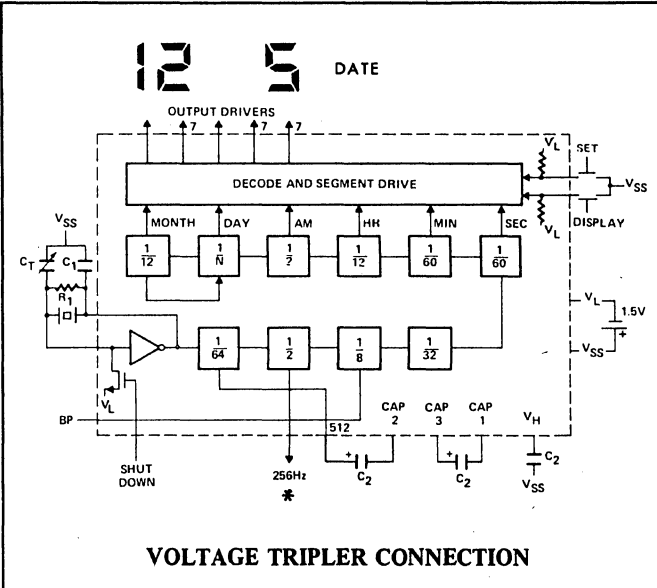 12 5 DATE
OUTPUT DRIVERS
7 7 7
V_L SET
DECODE AND SEGMENT DRIVE
V_SS
V_L DISPLAY
MONTH DAY AM HR MIN SEC
V_SS
C_T C_1
R_1
1/12 1/N 1/2 1/12 1/60 1/60
V_L 1.5V
+
V_SS
1/64 1/2 1/8 1/32
V_L
BP
512 CAP 2 CAP 3 CAP 1 V_H
SHUT DOWN
256Hz
*
+ C_2 + C_2 C_2
V_SS
VOLTAGE TRIPLER CONNECTION